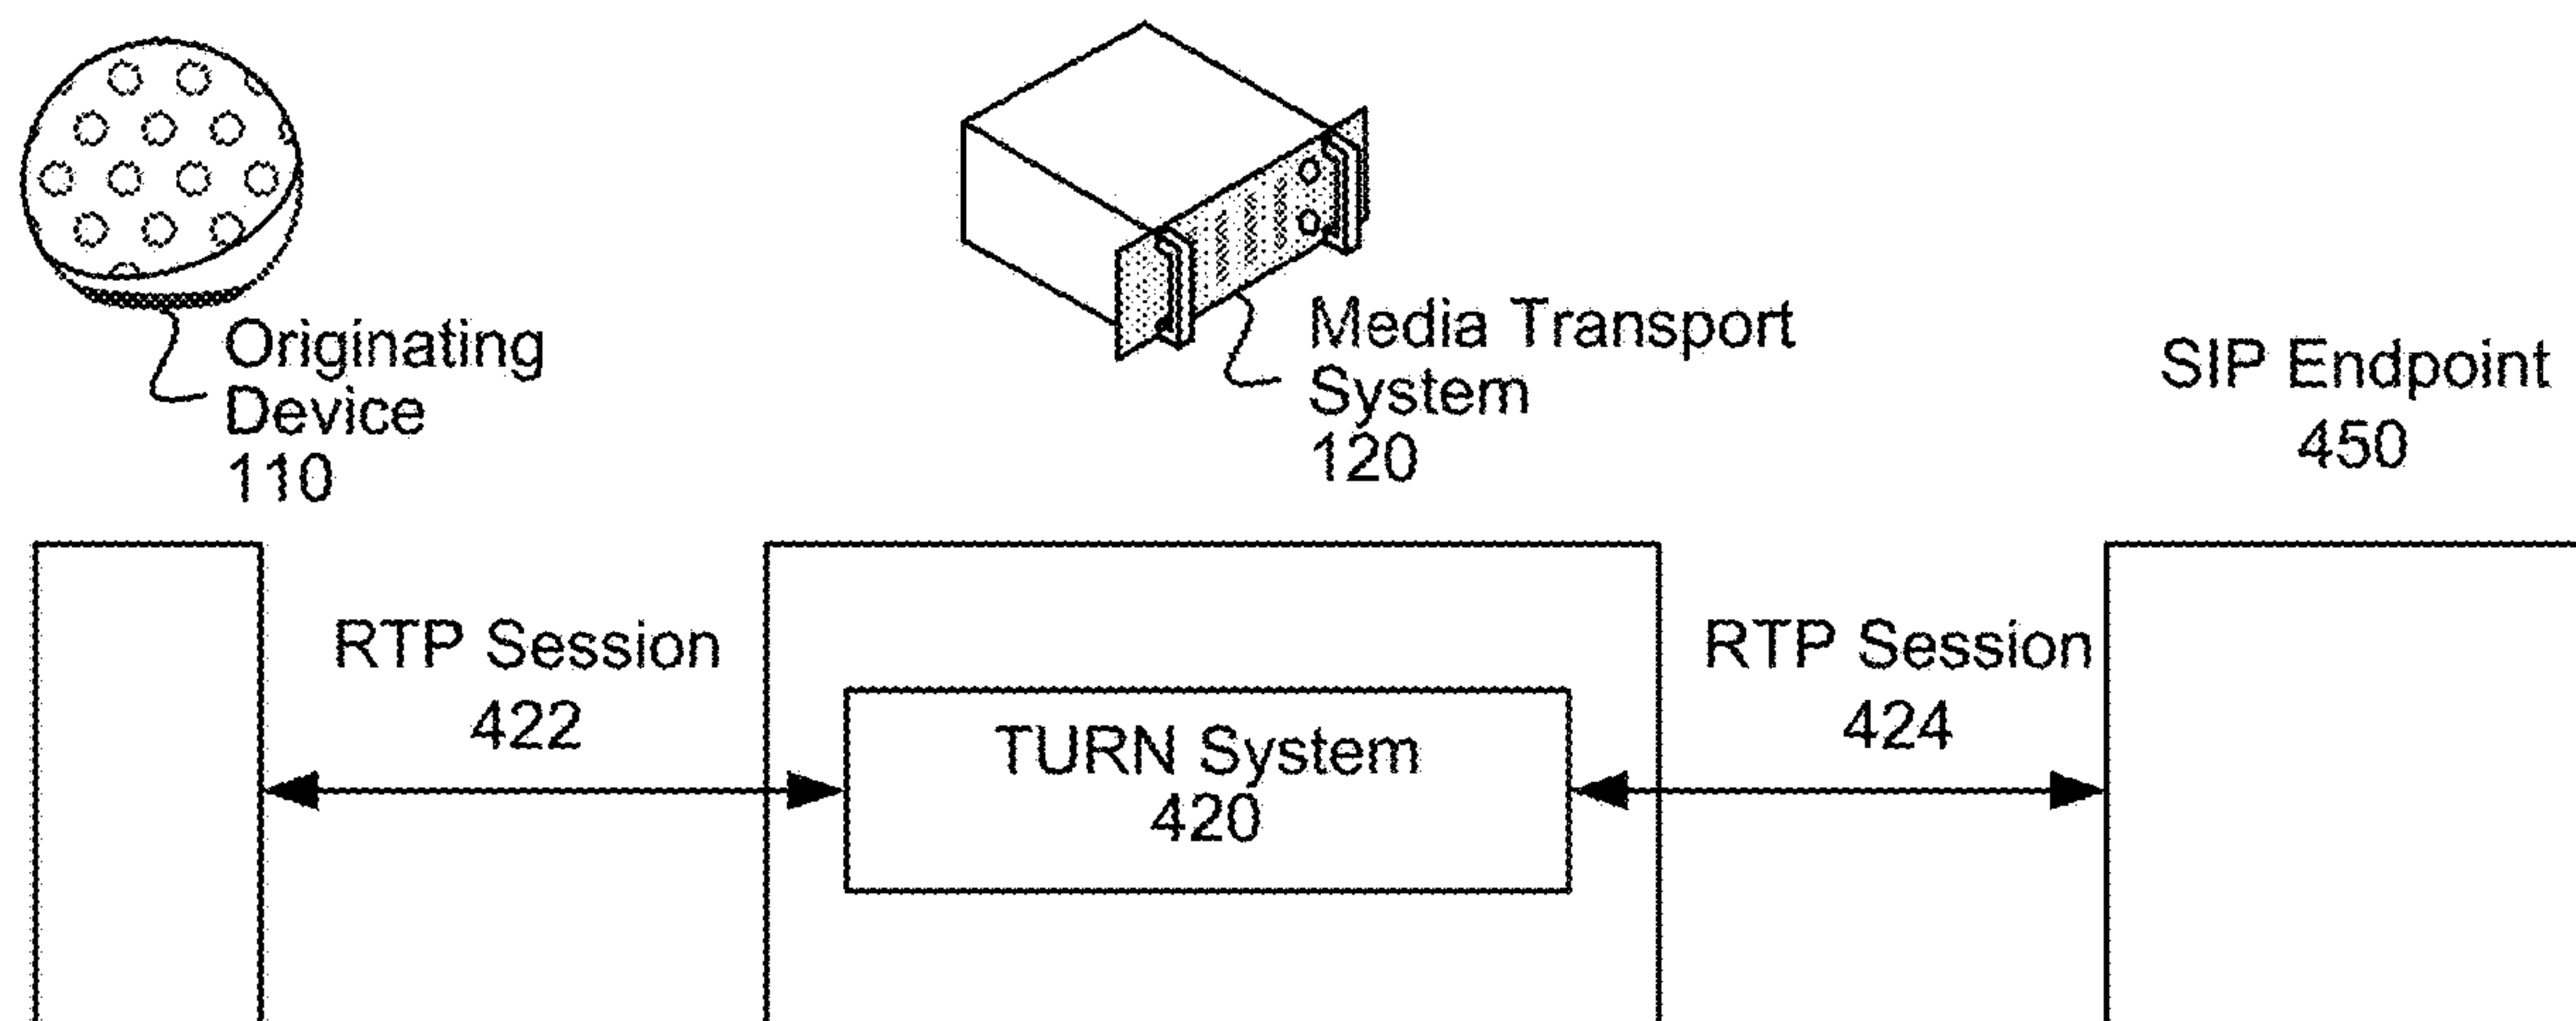 Originating
Device
110
Media Transport
System
120
SIP Endpoint
450
RTP Session
422
TURN System
420
RTP Session
424